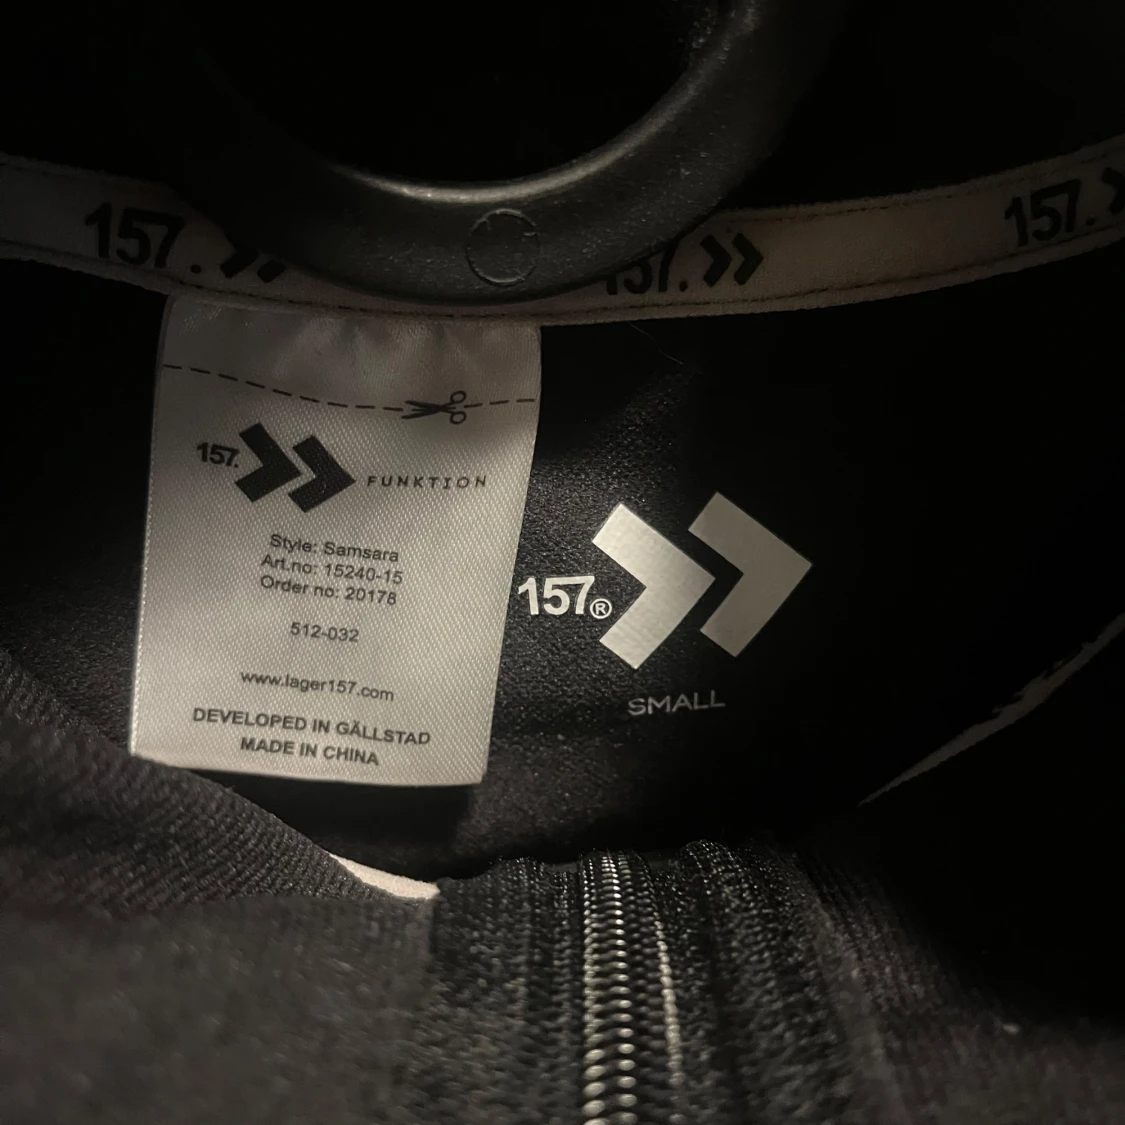 157.
157.
157.
157. FUNKTION
Style: Samsara
Art.no: 15240-15
Order no: 20178
512-032
www.lager157.com
DEVELOPED IN GÄLLSTAD
MADE IN CHINA
157®
SMALL